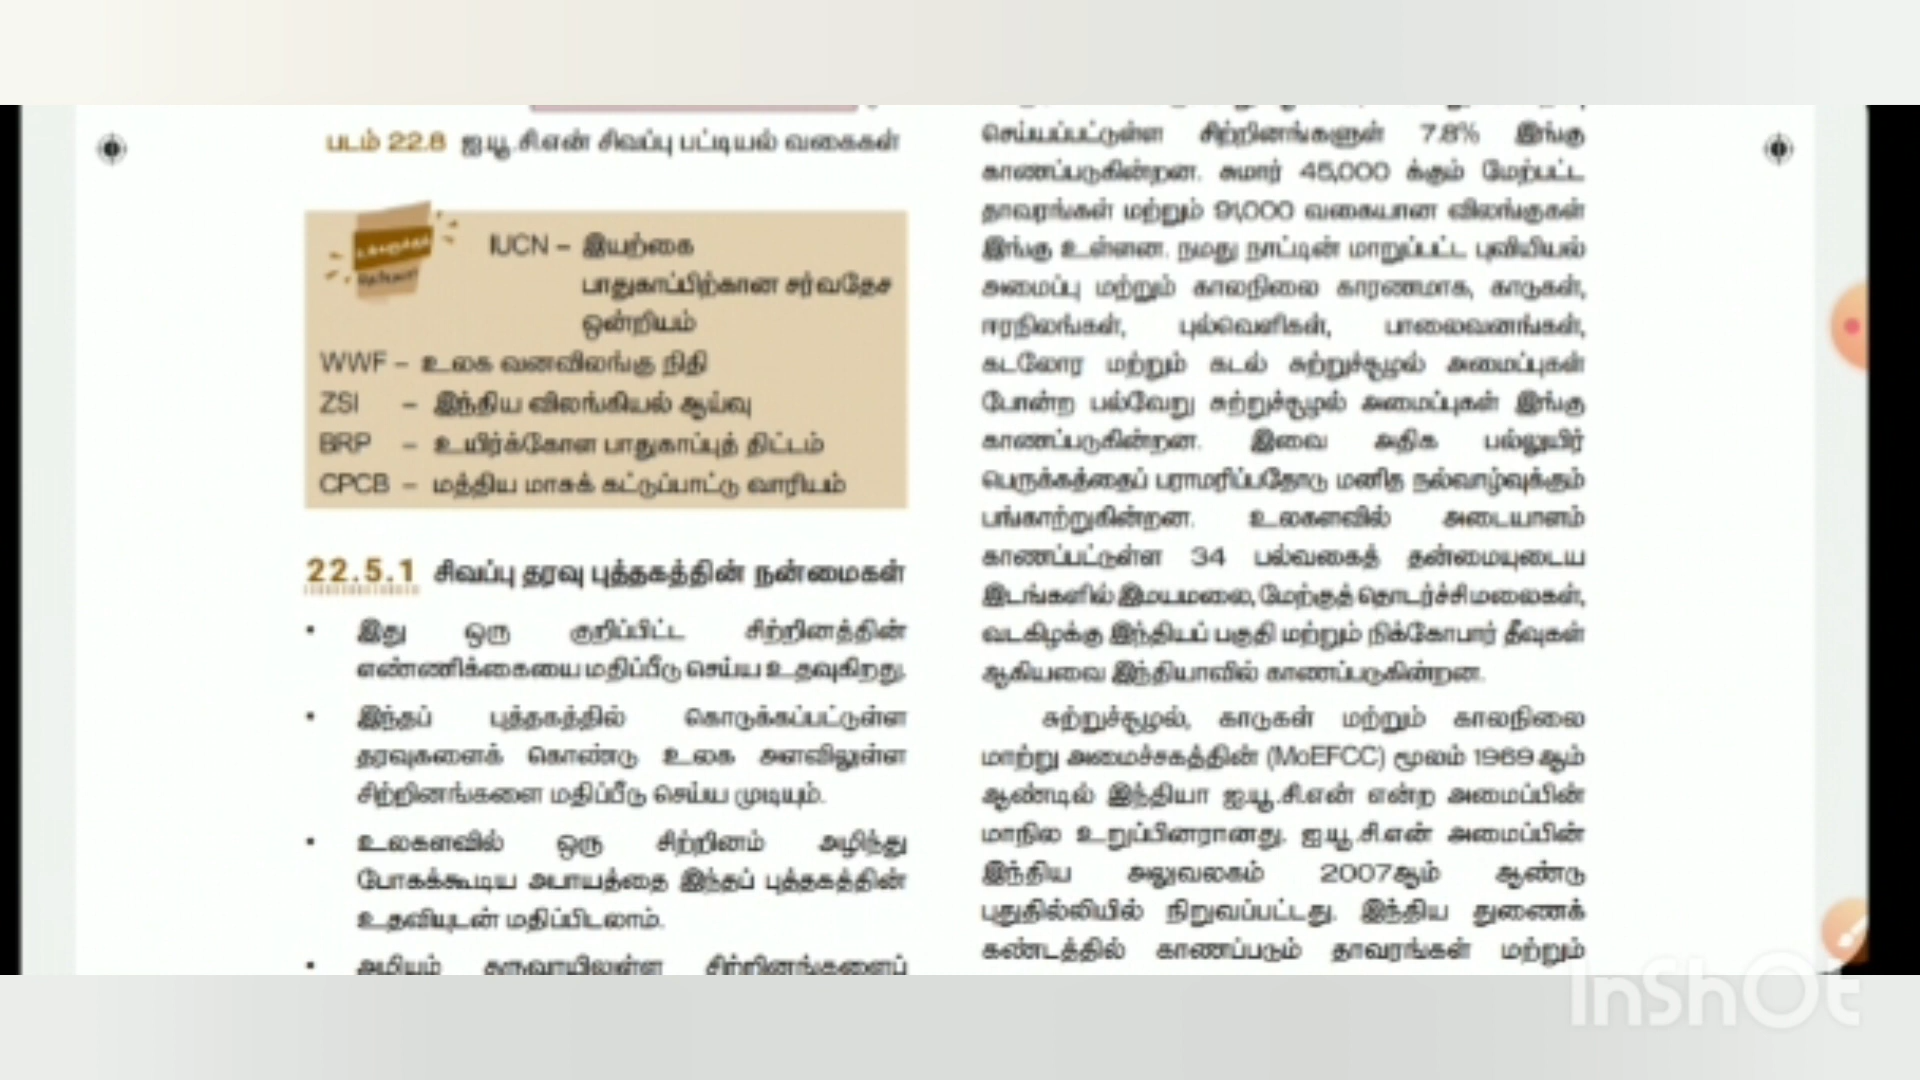 படம் 22.8 ஐ.யூ.சி.என் சிவப்பு பட்டியல் வகைகள்
உங்களுக்குத்
தெரியுமா?
IUCN – இயற்கை
பாதுகாப்பிற்கான சர்வதேச
ஒன்றியம்
WWF – உலக வனவிலங்கு நிதி
ZSI – இந்திய விலங்கியல் ஆய்வு
BRP – உயிர்க்கோள பாதுகாப்புத் திட்டம்
CPCB – மத்திய மாசுக் கட்டுப்பாட்டு வாரியம்
22.5.1 சிவப்பு தரவு புத்தகத்தின் நன்மைகள்
• இது ஒரு குறிப்பிட்ட சிற்றினத்தின்
எண்ணிக்கையை மதிப்பீடு செய்ய உதவுகிறது.
• இந்தப் புத்தகத்தில் கொடுக்கப்பட்டுள்ள
தரவுகளைக் கொண்டு உலக அளவிலுள்ள
சிற்றினங்களை மதிப்பீடு செய்ய முடியும்.
• உலகளவில் ஒரு சிற்றினம் அழிந்து
போகக்கூடிய அபாயத்தை இந்தப் புத்தகத்தின்
உதவியுடன் மதிப்பிடலாம்.
• அழியும் தருவாயிலுள்ள சிற்றினங்களைப்
செய்யப்பட்டுள்ள சிற்றினங்களுள் 7.8% இங்கு
காணப்படுகின்றன. சுமார் 45,000 க்கும் மேற்பட்ட
தாவரங்கள் மற்றும் 91,000 வகையான விலங்குகள்
இங்கு உள்ளன. நமது நாட்டின் மாறுப்பட்ட புவியியல்
அமைப்பு மற்றும் காலநிலை காரணமாக, காடுகள்,
ஈரநிலங்கள், புல்வெளிகள், பாலைவனங்கள்,
கடலோர மற்றும் கடல் சுற்றுச்சூழல் அமைப்புகள்
போன்ற பல்வேறு சுற்றுச்சூழல் அமைப்புகள் இங்கு
காணப்படுகின்றன. இவை அதிக பல்லுயிர்
பெருக்கத்தைப் பராமரிப்பதோடு மனித நல்வாழ்வுக்கும்
பங்காற்றுகின்றன. உலகளவில் அடையாளம்
காணப்பட்டுள்ள 34 பல்வகைத் தன்மையுடைய
இடங்களில் இமயமலை, மேற்குத் தொடர்ச்சி மலைகள்,
வடகிழக்கு இந்தியப் பகுதி மற்றும் நிக்கோபார் தீவுகள்
ஆகியவை இந்தியாவில் காணப்படுகின்றன.
சுற்றுச்சூழல், காடுகள் மற்றும் காலநிலை
மாற்று அமைச்சகத்தின் (MoEFCC) மூலம் 1969 ஆம்
ஆண்டில் இந்தியா ஐ.யூ.சி.என் என்ற அமைப்பின்
மாநில உறுப்பினரானது. ஐ.யூ.சி.என் அமைப்பின்
இந்திய அலுவலகம் 2007ஆம் ஆண்டு
புதுதில்லியில் நிறுவப்பட்டது. இந்திய துணைக்
கண்டத்தில் காணப்படும் தாவரங்கள் மற்றும்
InShOt